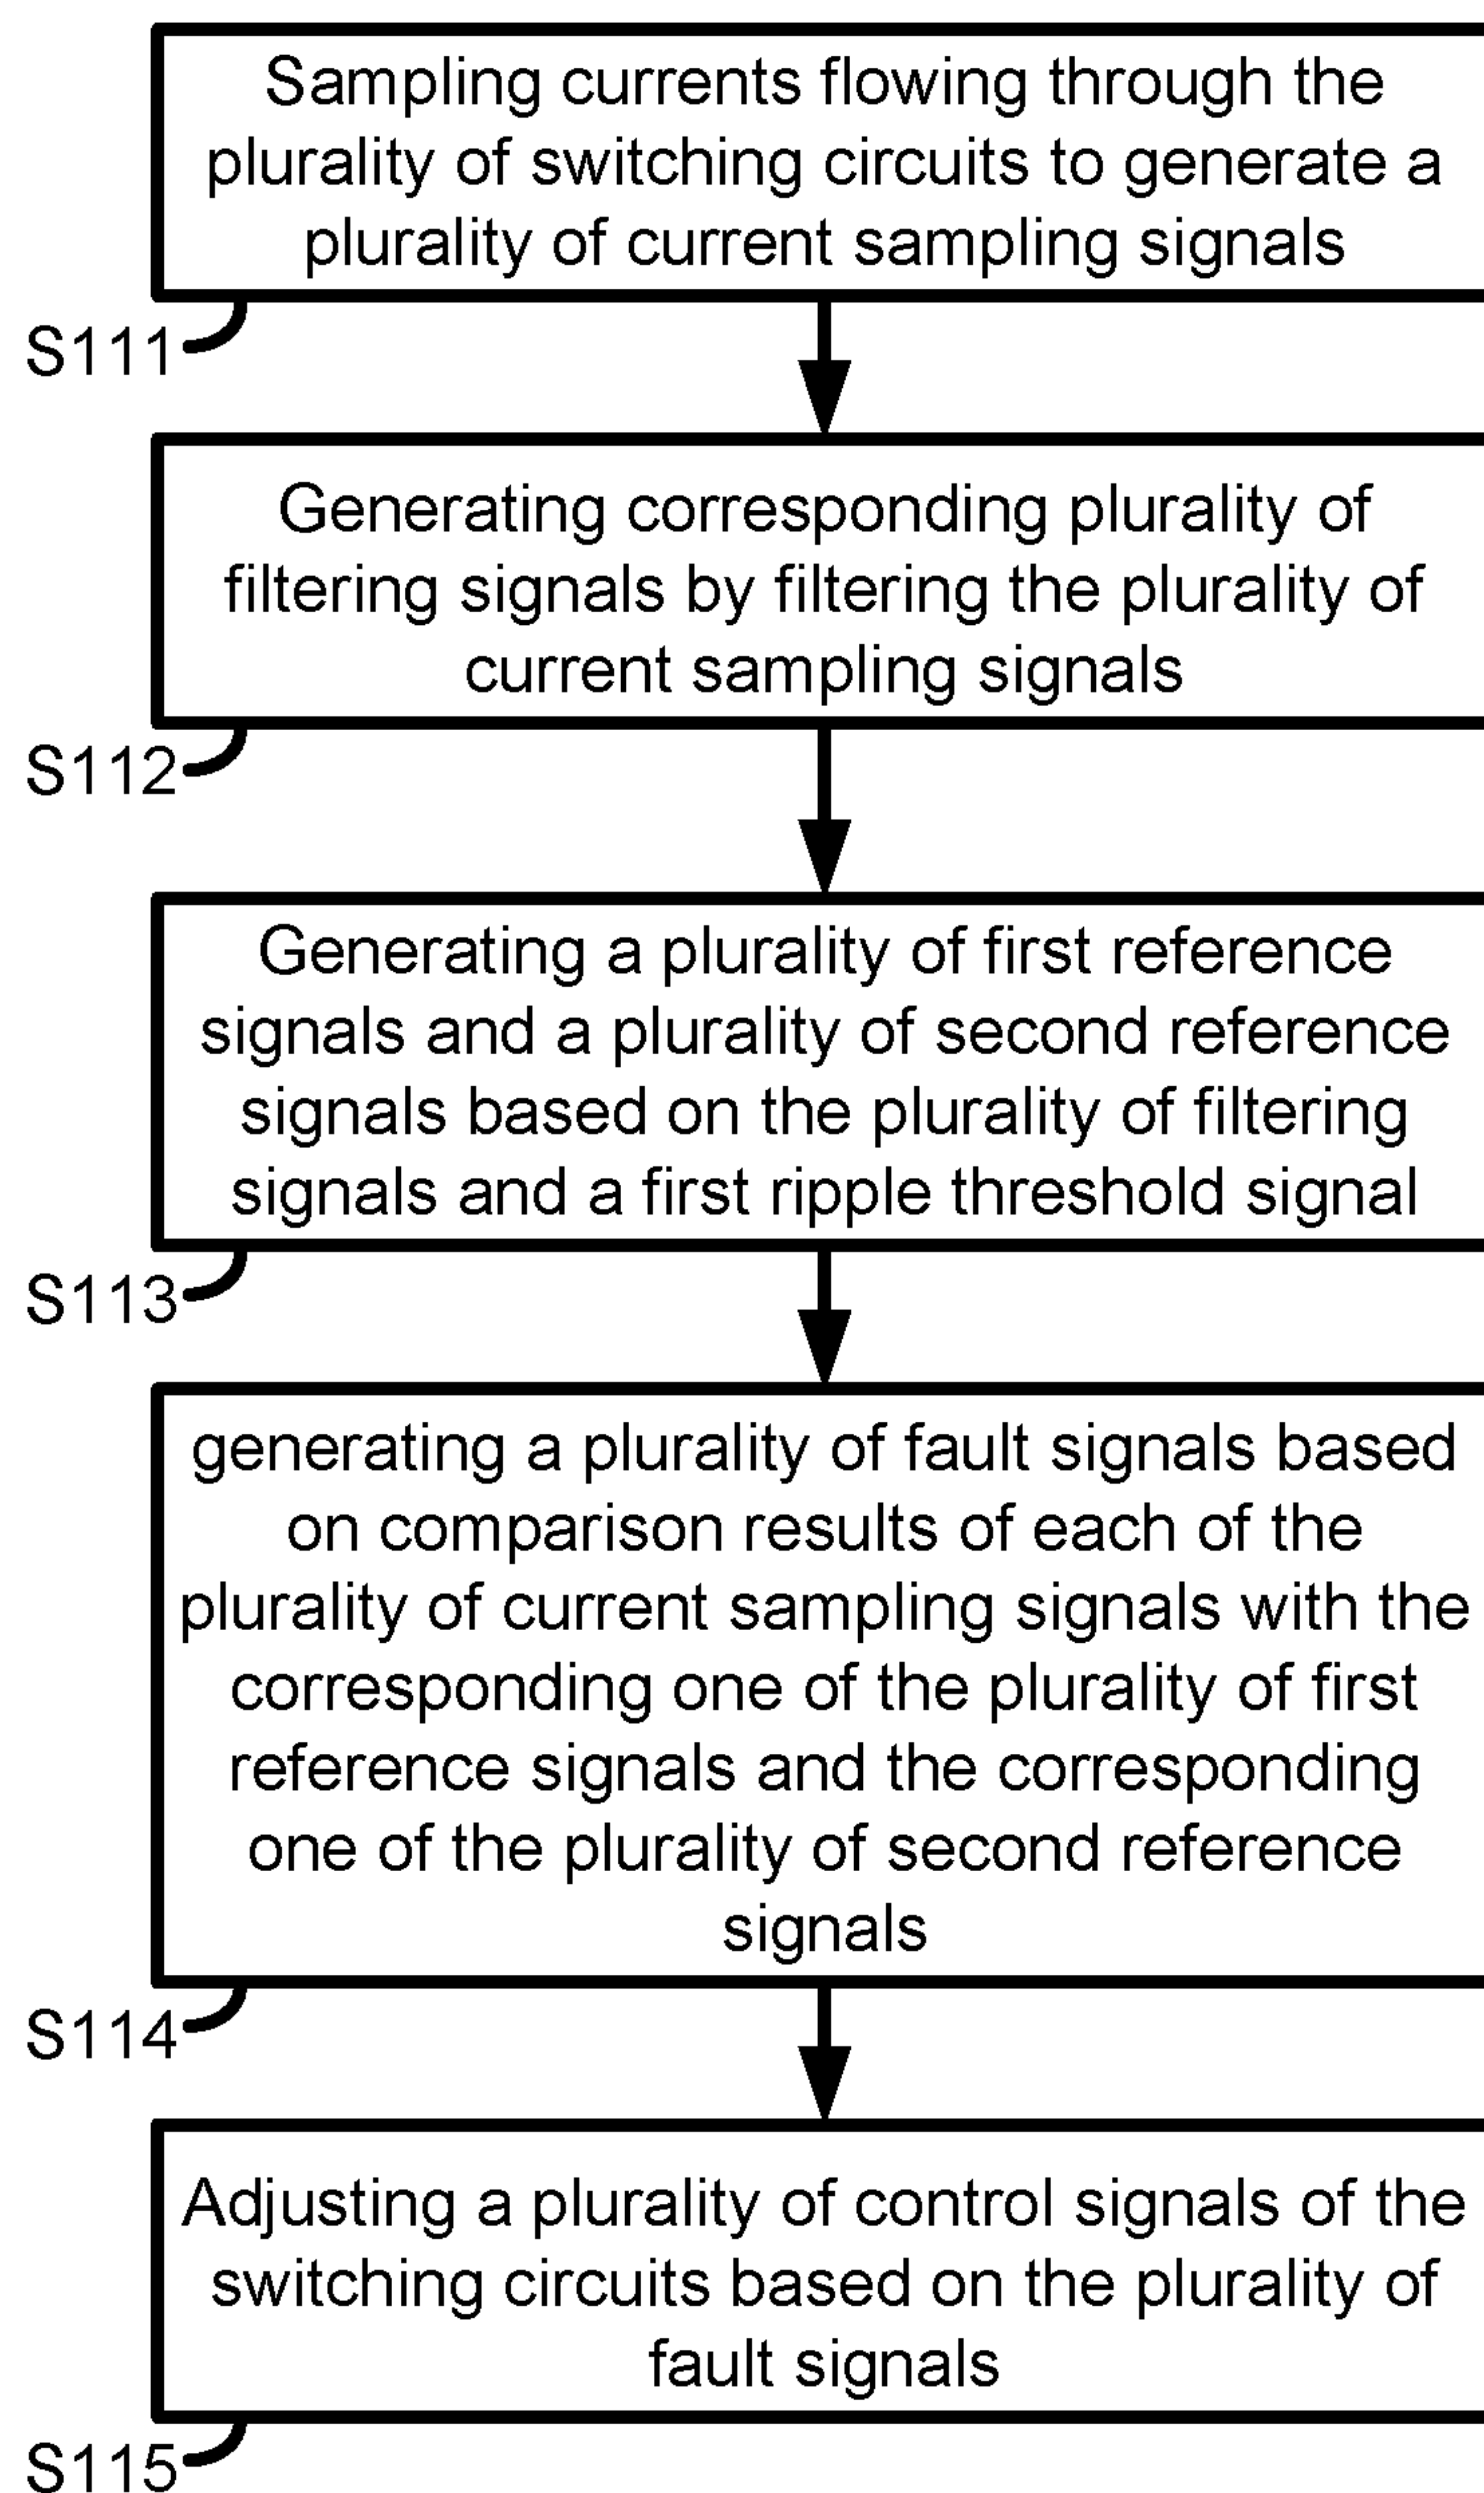 Sampling currents flowing through the
plurality of switching circuits to generate a
plurality of current sampling signals
S111
Generating corresponding plurality of
filtering signals by filtering the plurality of
current sampling signals
S112
Generating a plurality of first reference
signals and a plurality of second reference
signals based on the plurality of filtering
signals and a first ripple threshold signal
S113
generating a plurality of fault signals based
on comparison results of each of the
plurality of current sampling signals with the
corresponding one of the plurality of first
reference signals and the corresponding
one of the plurality of second reference
signals
S114
Adjusting a plurality of control signals of the
switching circuits based on the plurality of
fault signals
S115